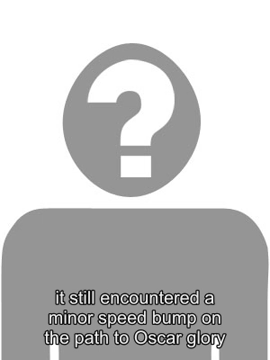 ?
it still encountered a
minor speed bump on
the path to Oscar glory